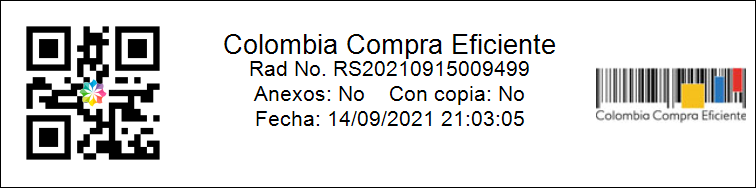 Colombia Compra Eficiente
Rad No. RS20210915009499
Anexos: No Con copia: No
Fecha: 14/09/2021 21:03:05
Colombia Compra Eficiente